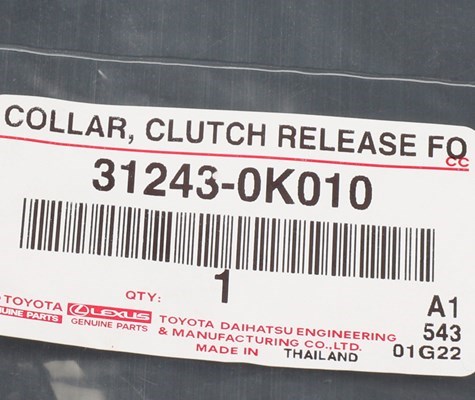 COLLAR, CLUTCH RELEASE FO
CC
31243-0K010
QTY: 1
A1
TOYOTA
GENUINE PARTS
LEXUS
GENUINE PARTS
TOYOTA DAIHATSU ENGINEERING
& MANUFACTURING CO.,LTD.
543
MADE IN THAILAND
01G22